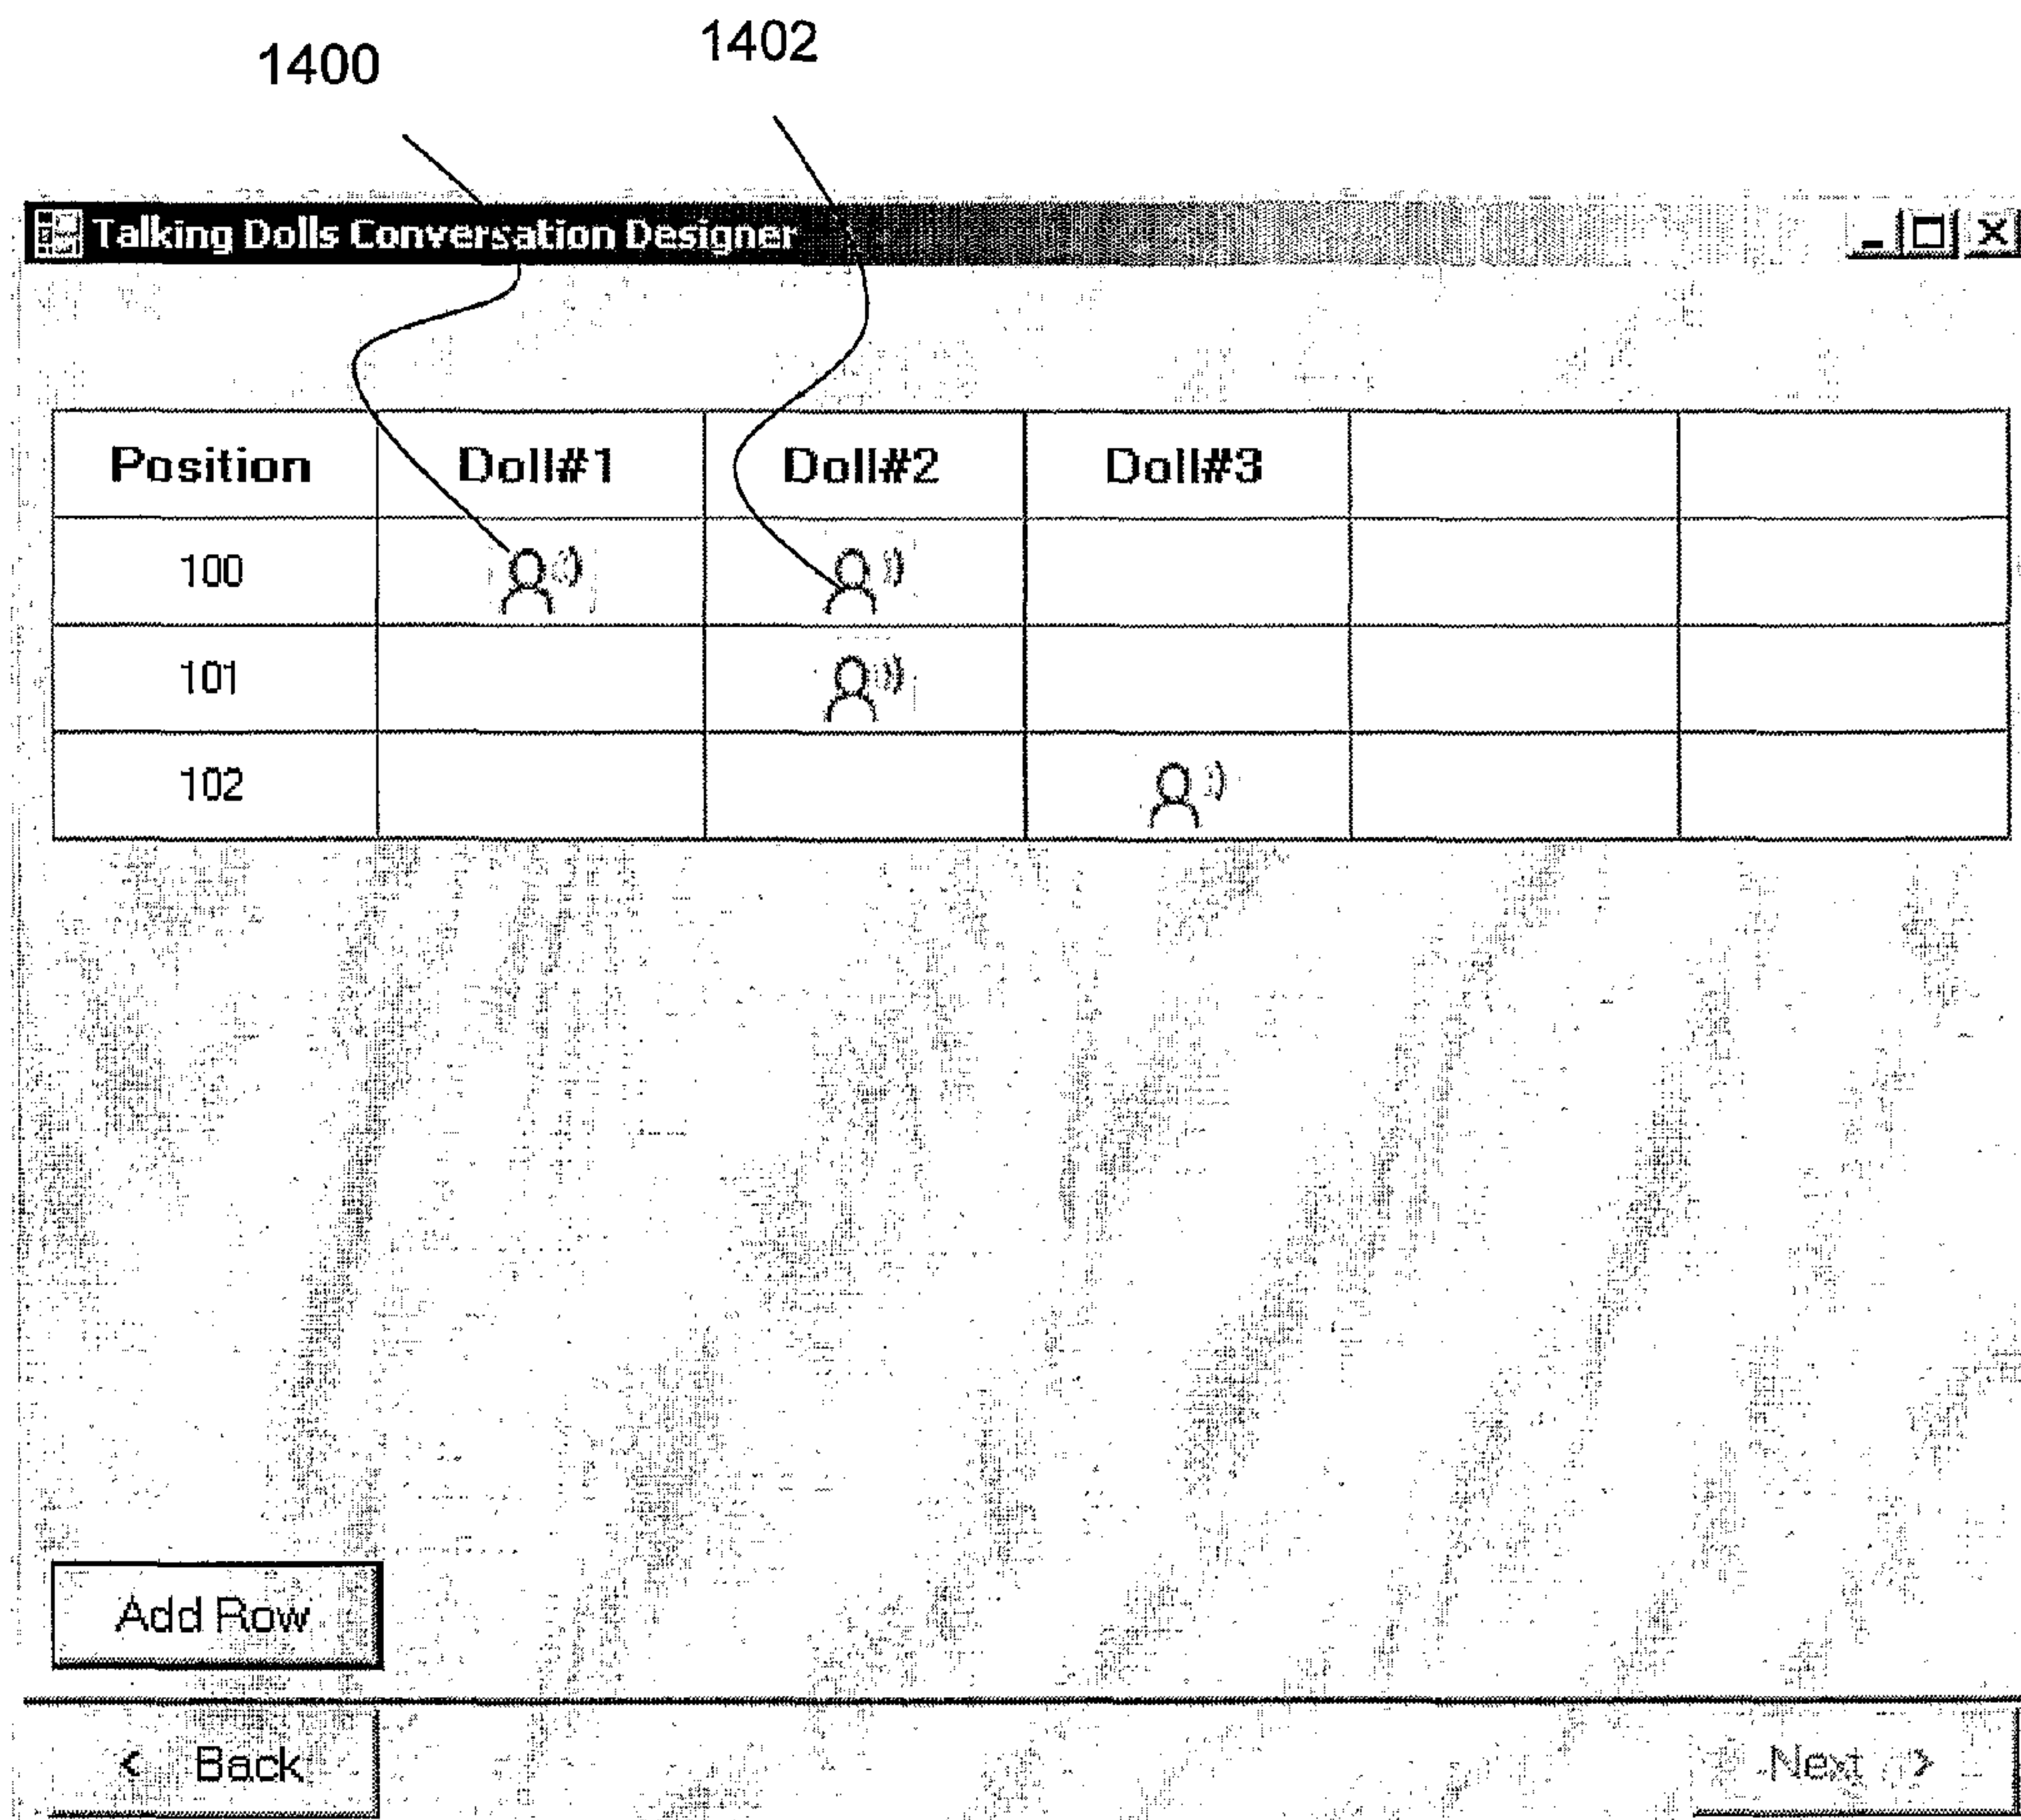 1400 1402
Talking Dolls Conversation Designer
Position Doll#1 Doll#2 Doll#3
100
101
102
Add Row
< Back Next >